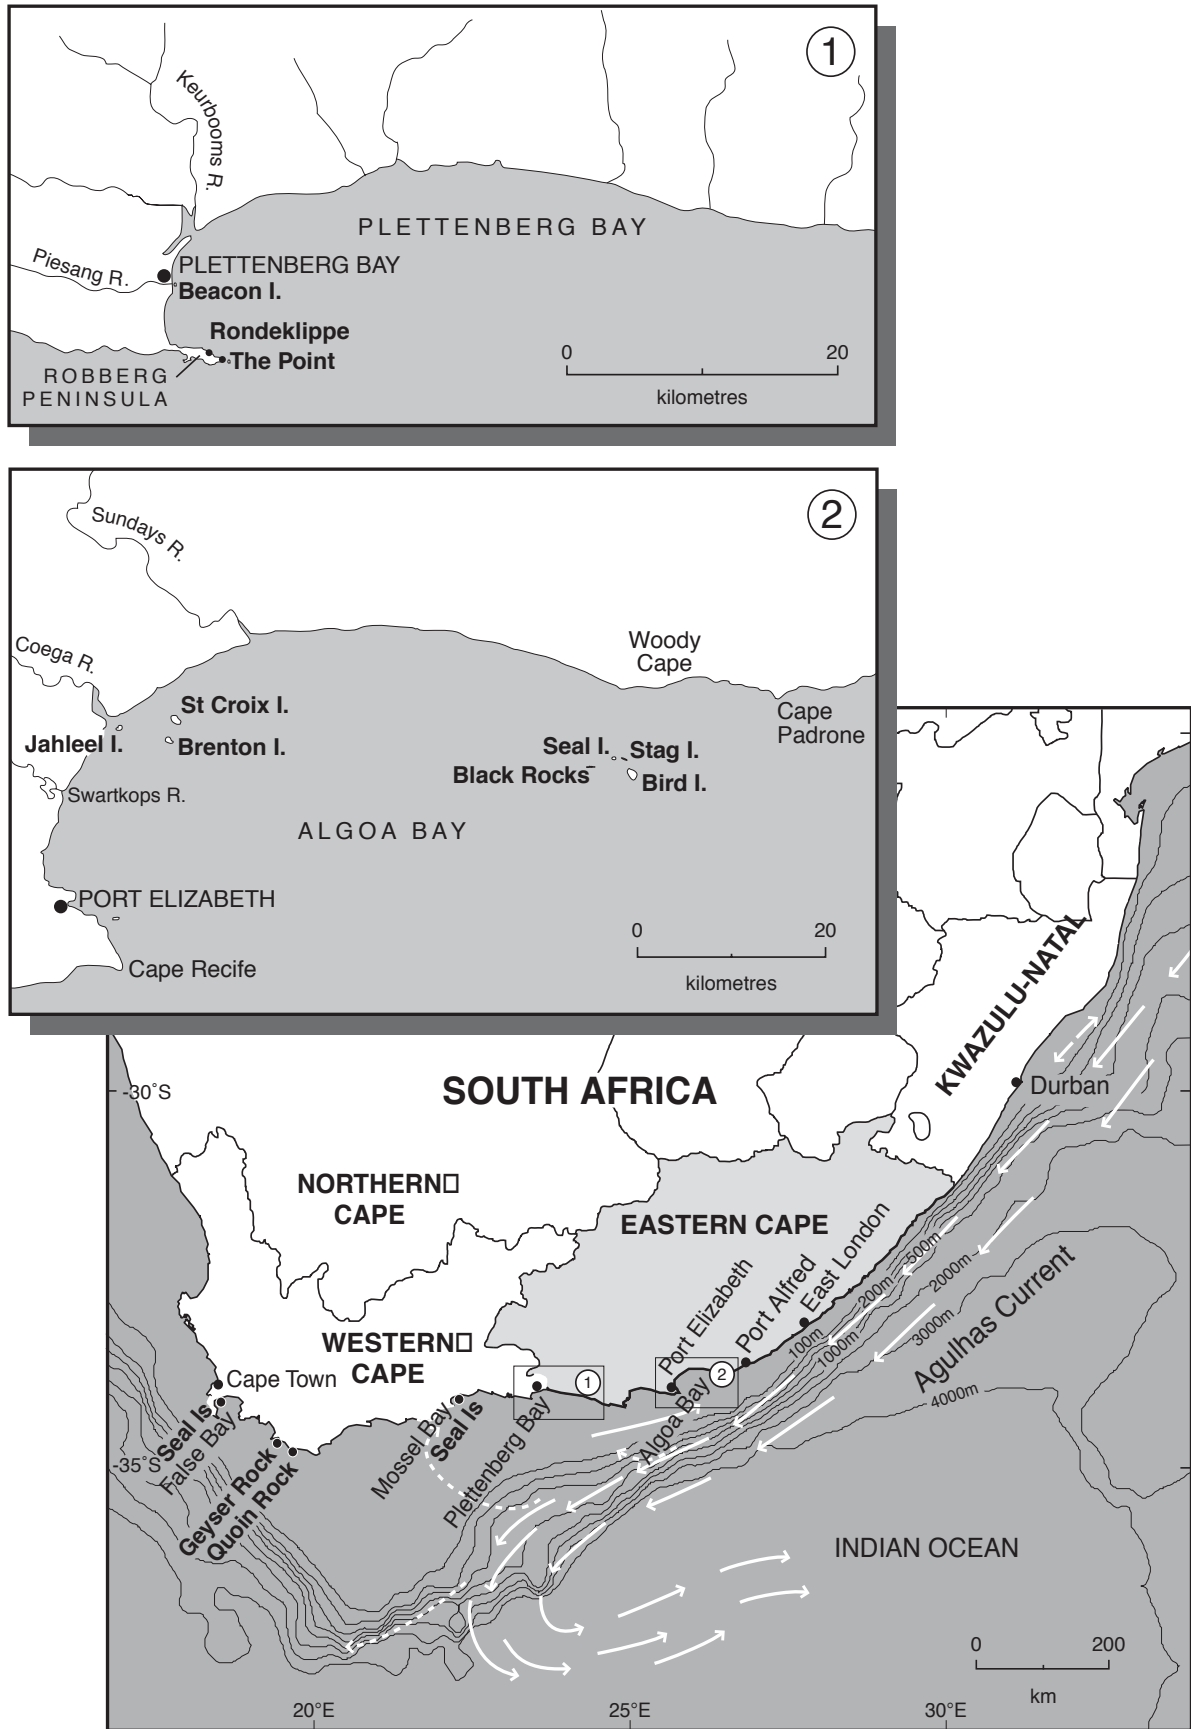 1
Keurbooms R.
PLETTENBERG BAY
Piesang R.
PLETTENBERG BAY
Beacon I.
Rondeklippe
The Point
ROBBERG
PENINSULA
0 20
kilometres
2
Sundays R.
Coega R.
Woody
Cape
St Croix I.
Cape
Padrone
Jahleel I.
Brenton I.
Seal I.
Stag I.
Black Rocks
Bird I.
Swartkops R.
ALGOA BAY
PORT ELIZABETH
Cape Recife
0 20
kilometres
KWAZULU-NATAL
-30°S
SOUTH AFRICA
Durban
NORTHERN□
CAPE
EASTERN CAPE
WESTERN□
CAPE
Port Elizabeth
Port Alfred
East London
100m
200m
500m
1000m
2000m
3000m
4000m
Agulhas Current
Cape Town
1
2
Seal Is
False Bay
-35°S
Geyser Rock
Quoin Rock
Mossel Bay
Seal Is
Plettenberg Bay
Algoa Bay
INDIAN OCEAN
0 200
km
20°E 25°E 30°E